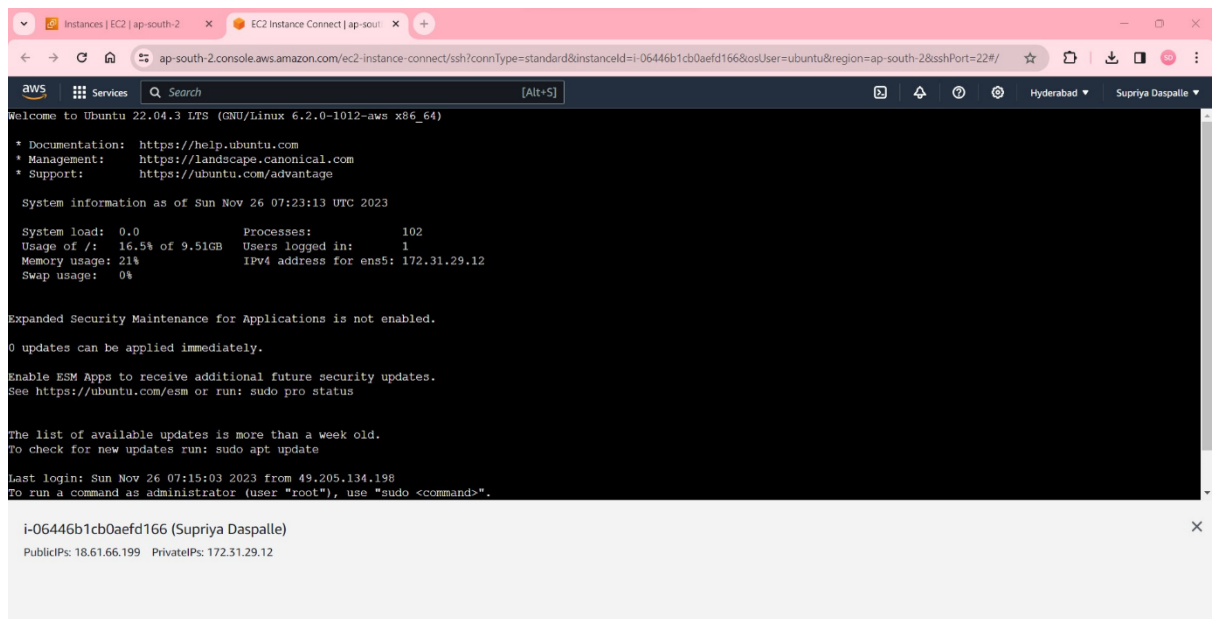 Instances | EC2 | ap-south-2
EC2 Instance Connect | ap-sout
ap-south-2.console.aws.amazon.com/ec2-instance-connect/ssh?connType=standard&instanceId=i-06446b1cb0aefd166&osUser=ubuntu&region=ap-south-2&sshPort=22#/
SD
aws Services Search [Alt+S] Hyderabad Supriya Daspalle
Welcome to Ubuntu 22.04.3 LTS (GNU/Linux 6.2.0-1012-aws x86_64)
* Documentation: https://help.ubuntu.com
* Management: https://landscape.canonical.com
* Support: https://ubuntu.com/advantage
System information as of Sun Nov 26 07:23:13 UTC 2023
System load: 0.0 Processes: 102
Usage of /: 16.5% of 9.51GB Users logged in: 1
Memory usage: 21% IPv4 address for ens5: 172.31.29.12
Swap usage: 0%
Expanded Security Maintenance for Applications is not enabled.
0 updates can be applied immediately.
Enable ESM Apps to receive additional future security updates.
See https://ubuntu.com/esm or run: sudo pro status
The list of available updates is more than a week old.
To check for new updates run: sudo apt update
Last login: Sun Nov 26 07:15:03 2023 from 49.205.134.198
To run a command as administrator (user "root"), use "sudo <command>".
i-06446b1cb0aefd166 (Supriya Daspalle)
PublicIPs: 18.61.66.199 PrivateIPs: 172.31.29.12